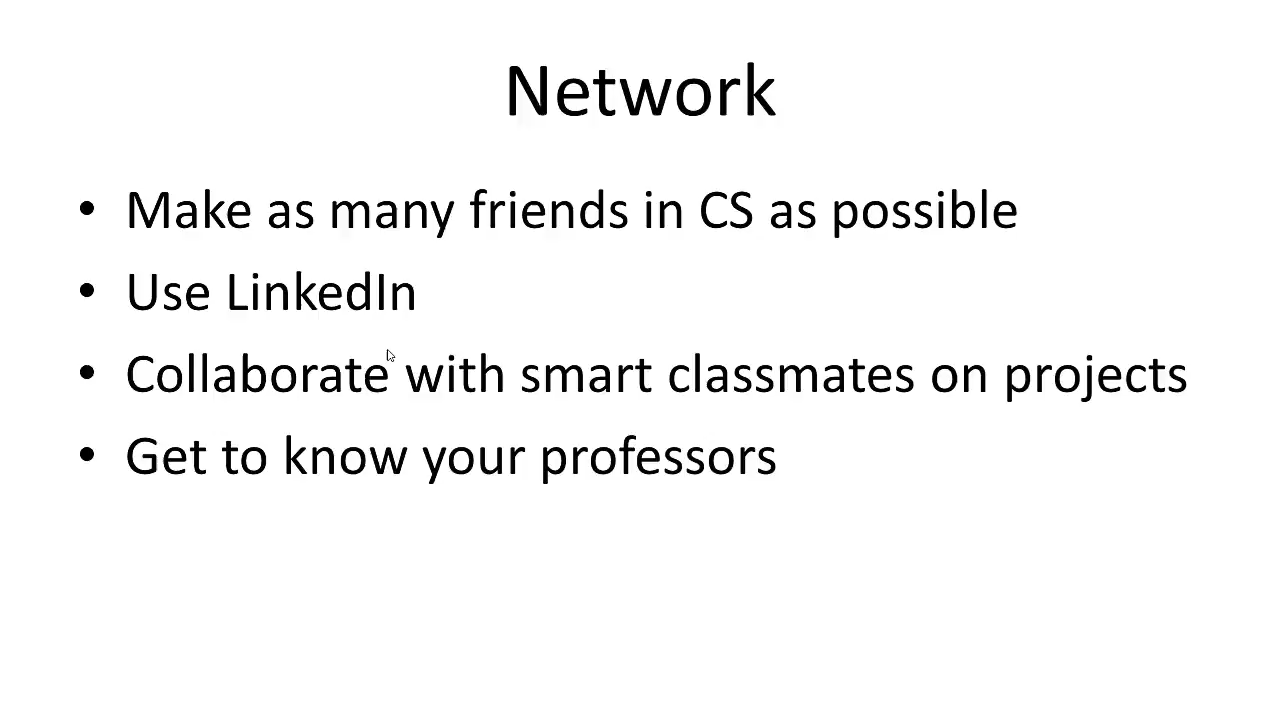 Network
• Make as many friends in CS as possible
• Use LinkedIn
• Collaborate with smart classmates on projects
• Get to know your professors